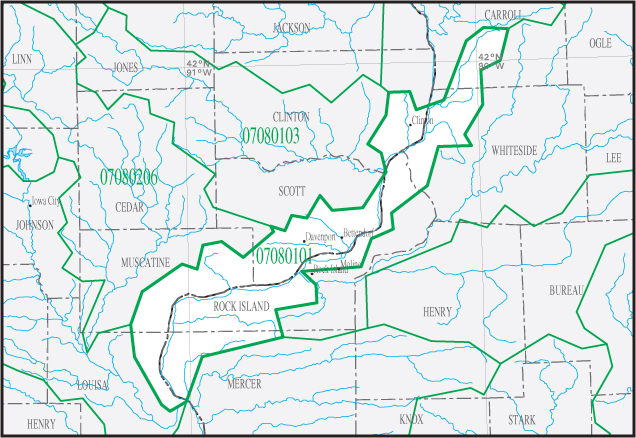 CARROLL
JACKSON
OGLE
LINN
JONES
42°N
91°W
42°N
90°W
CLINTON
Clinton
07080103
WHITESIDE
LEE
07080206
SCOTT
Iowa City
CEDAR
JOHNSON
Davenport
Bettendorf
07080101
MUSCATINE
Moline
Rock Island
BUREAU
ROCK ISLAND
HENRY
LOUISA
MERCER
HENRY
KNOX
STARK